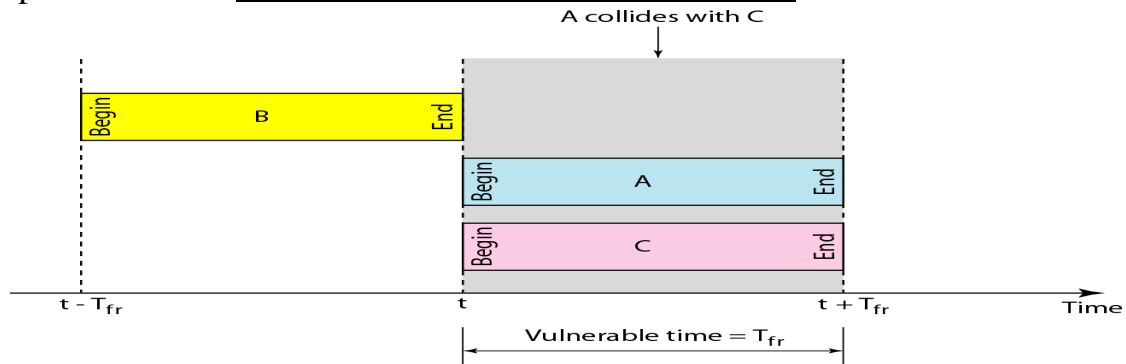 A collides with C
Begin B End
Begin A End
Begin C End
t - Tfr t t + Tfr Time
Vulnerable time = Tfr